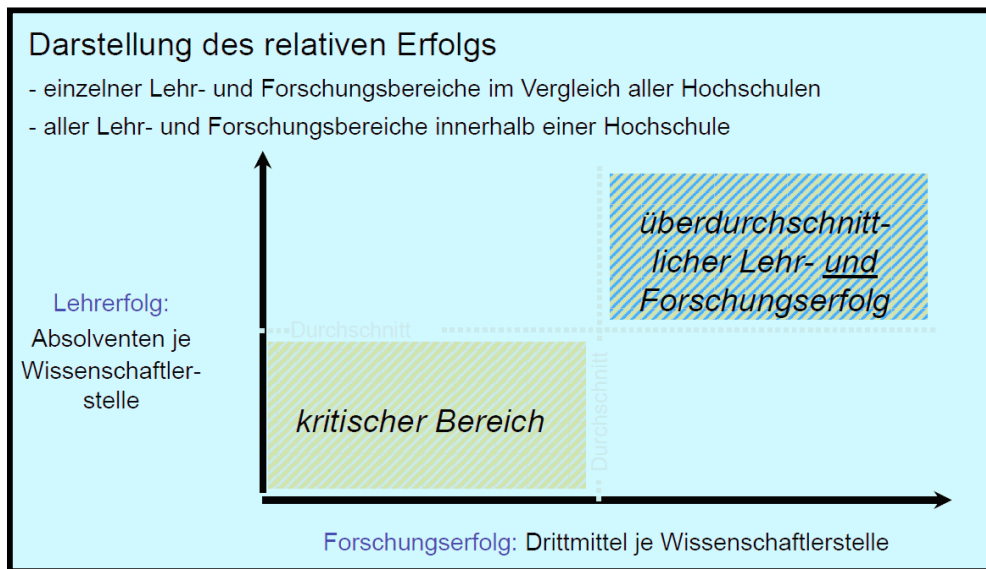 Darstellung des relativen Erfolgs
- einzelner Lehr- und Forschungsbereiche im Vergleich aller Hochschulen
- aller Lehr- und Forschungsbereiche innerhalb einer Hochschule
überdurchschnitt-
licher Lehr- und
Forschungserfolg
Lehrerfolg:
Absolventen je
Wissenschaftler-
stelle
Durchschnitt
Durchschnitt
kritischer Bereich
Forschungserfolg: Drittmittel je Wissenschaftlerstelle